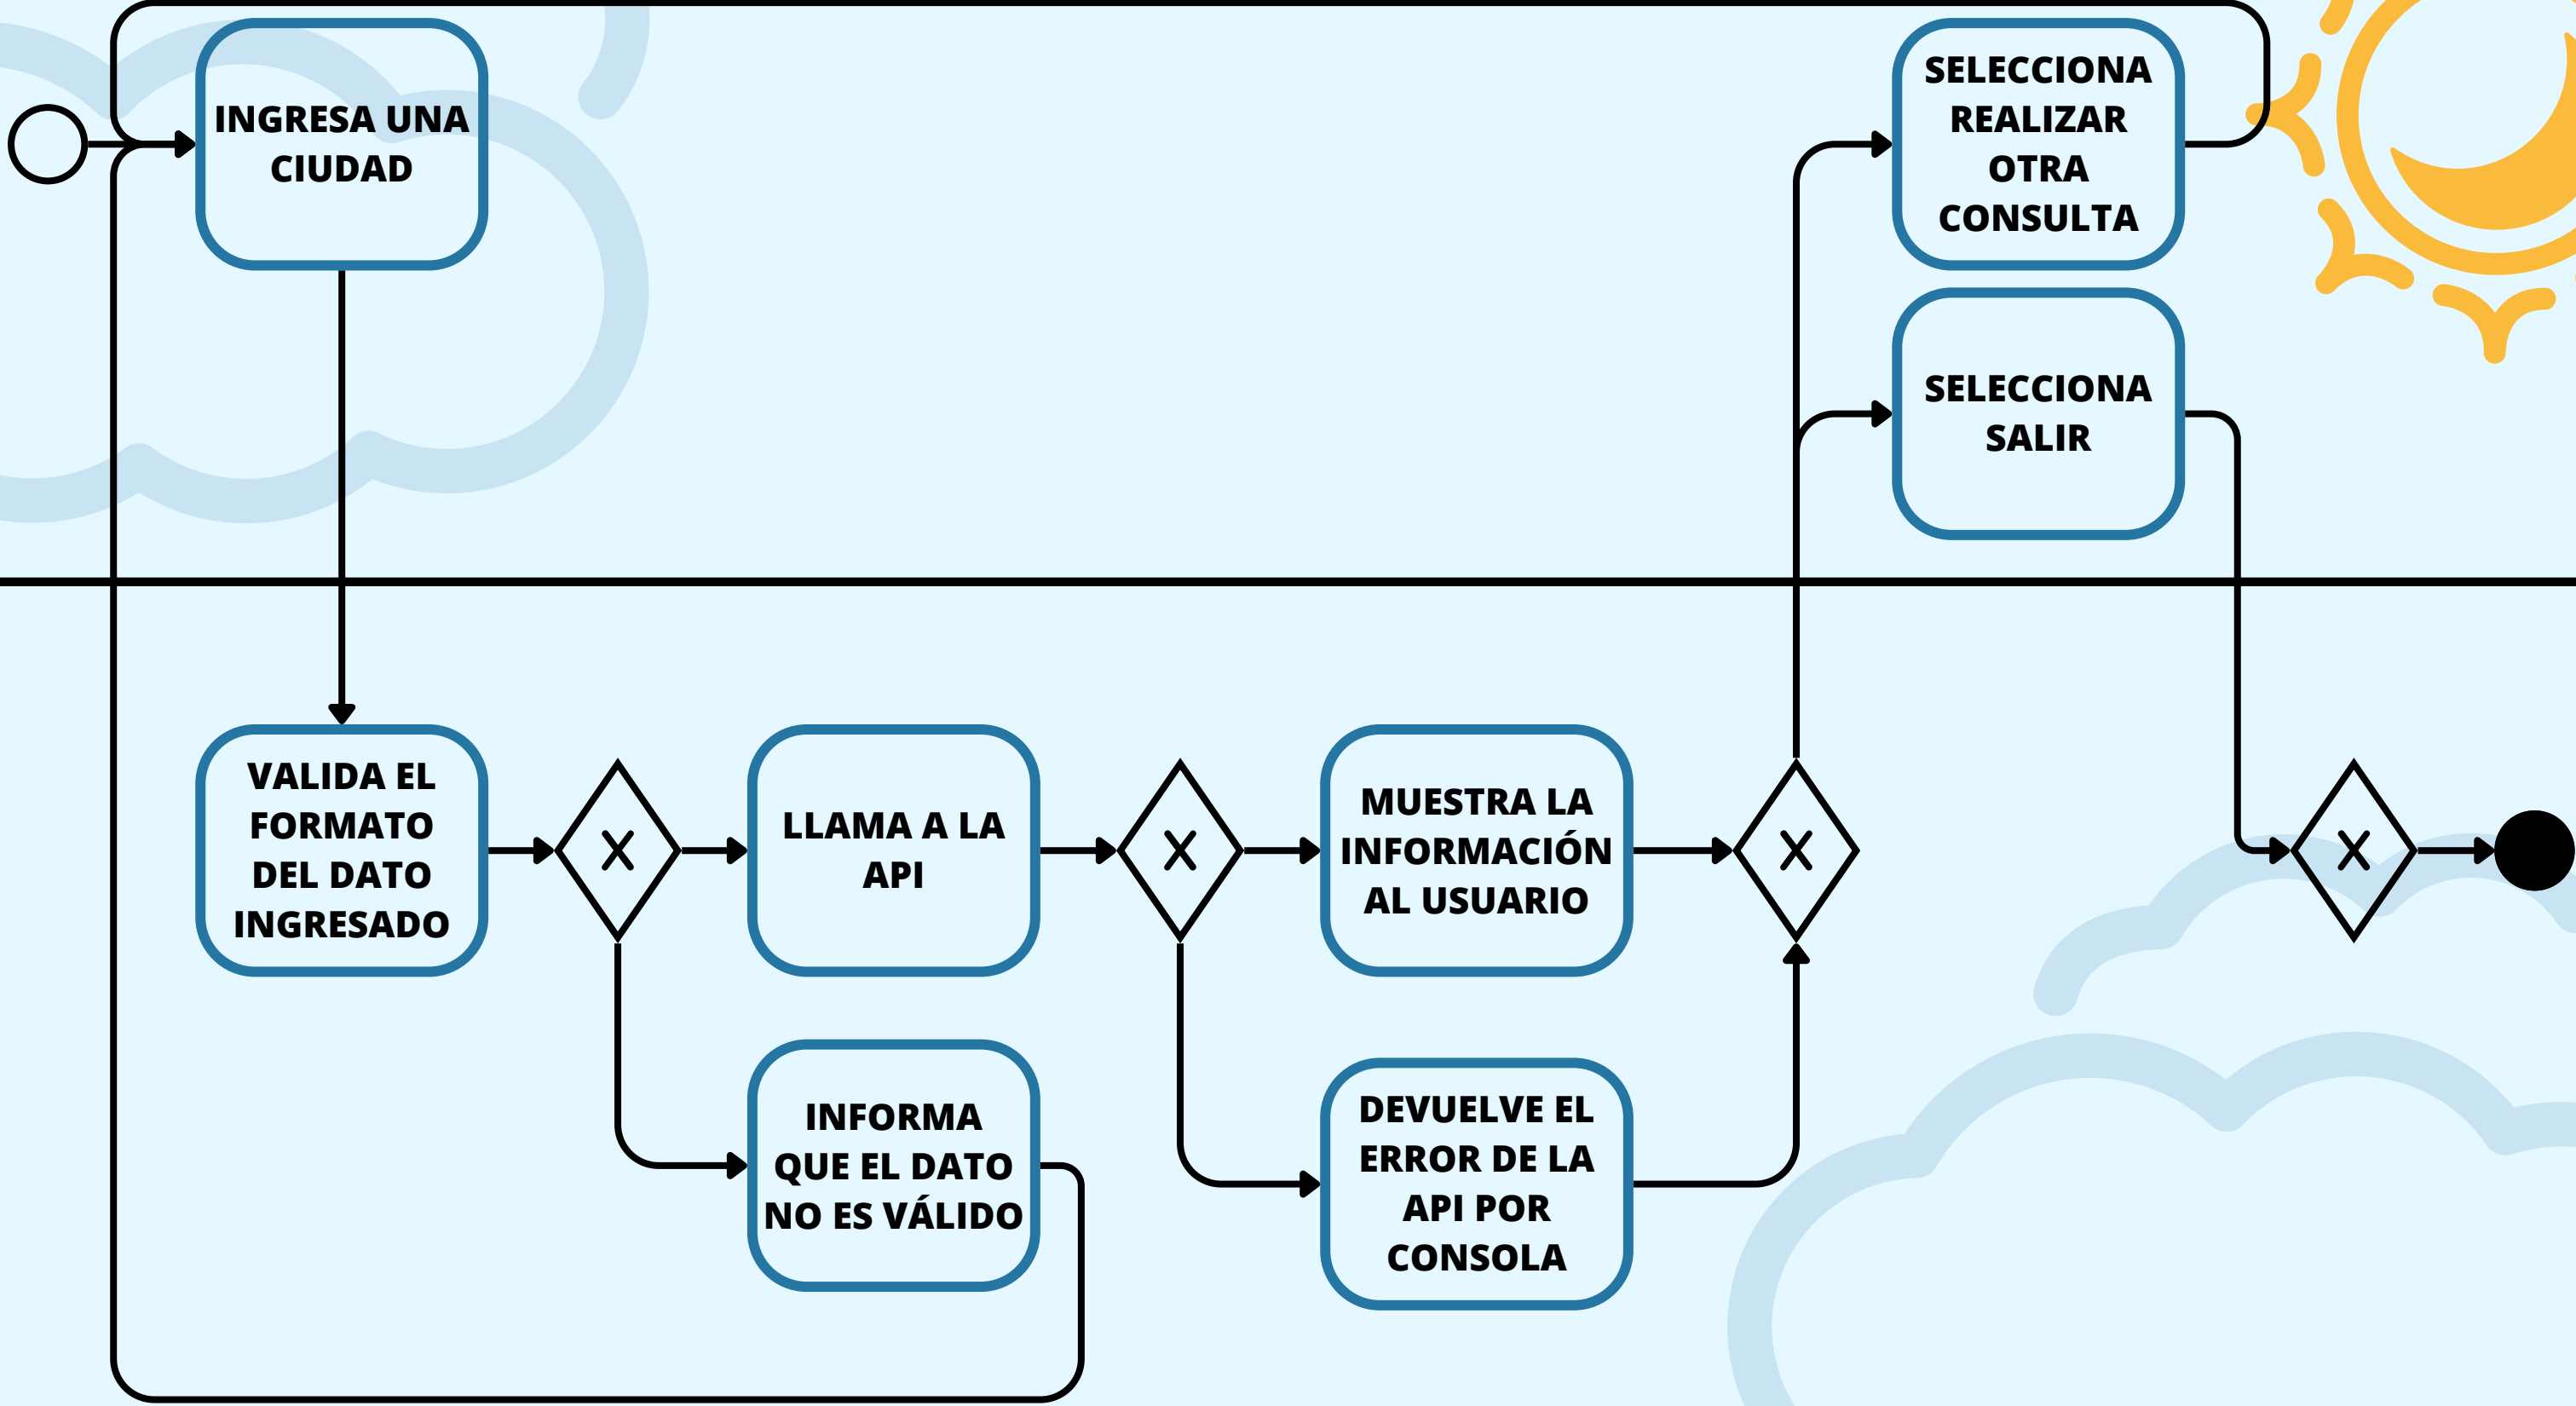 INGRESA UNA
CIUDAD
SELECCIONA
REALIZAR
OTRA
CONSULTA
SELECCIONA
SALIR
VALIDA EL
FORMATO
DEL DATO
INGRESADO
X
LLAMA A LA
API
X
MUESTRA LA
INFORMACIÓN
AL USUARIO
X
X
INFORMA
QUE EL DATO
NO ES VÁLIDO
DEVUELVE EL
ERROR DE LA
API POR
CONSOLA